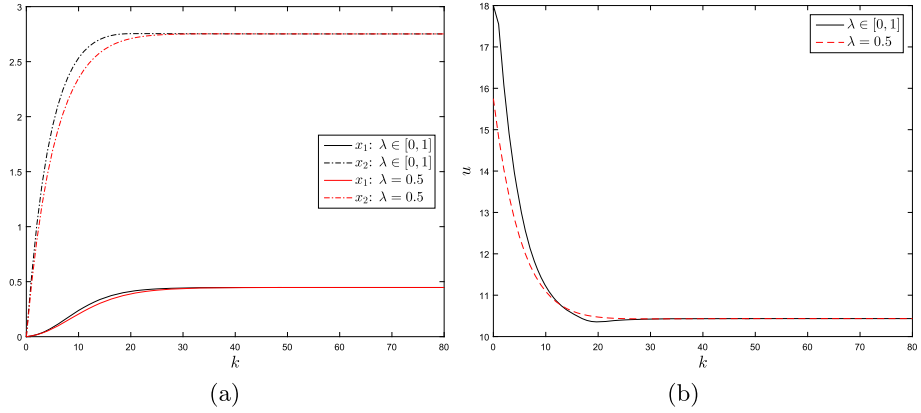 3
2.5
2
1.5
1
0.5
0
0 10 20 30 40 50 60 70 80
k
x₁: λ ∈ [0, 1]
x₂: λ ∈ [0, 1]
x₁: λ = 0.5
x₂: λ = 0.5
(a)
18
17
16
15
14
13
12
11
10
u
0 10 20 30 40 50 60 70 80
k
λ ∈ [0, 1]
λ = 0.5
(b)